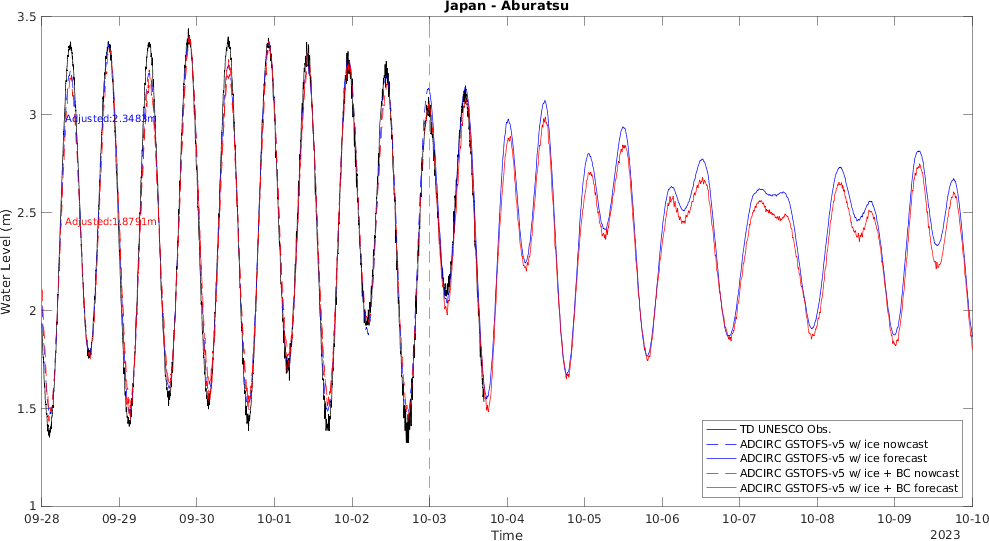 Japan - Aburatsu
3.5
3
2.5
2
1.5
1
Water Level (m)
Adjusted:2.3483m
Adjusted:1.8791m
TD UNESCO Obs.
ADCIRC GSTOFS-v5 w/ ice nowcast
ADCIRC GSTOFS-v5 w/ ice forecast
ADCIRC GSTOFS-v5 w/ ice + BC nowcast
ADCIRC GSTOFS-v5 w/ ice + BC forecast
09-28 09-29 09-30 10-01 10-02 10-03 10-04 10-05 10-06 10-07 10-08 10-09 10-10
Time
2023